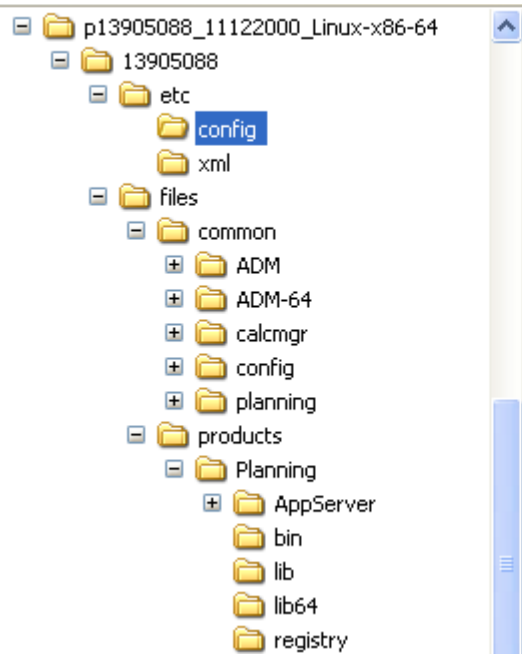 p13905088_11122000_Linux-x86-64
13905088
etc
config
xml
files
common
ADM
ADM-64
calcmgr
config
planning
products
Planning
AppServer
bin
lib
lib64
registry